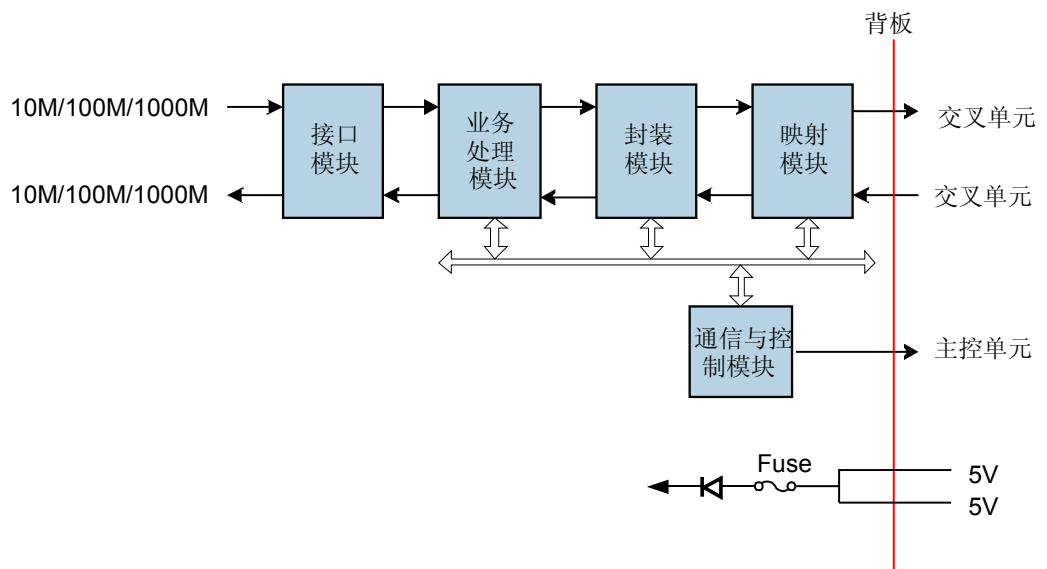 背板
10M/100M/1000M
接口
模块
业务
处理
模块
封装
模块
映射
模块
交叉单元
10M/100M/1000M
交叉单元
通信与控
制模块
主控单元
Fuse
5V
5V